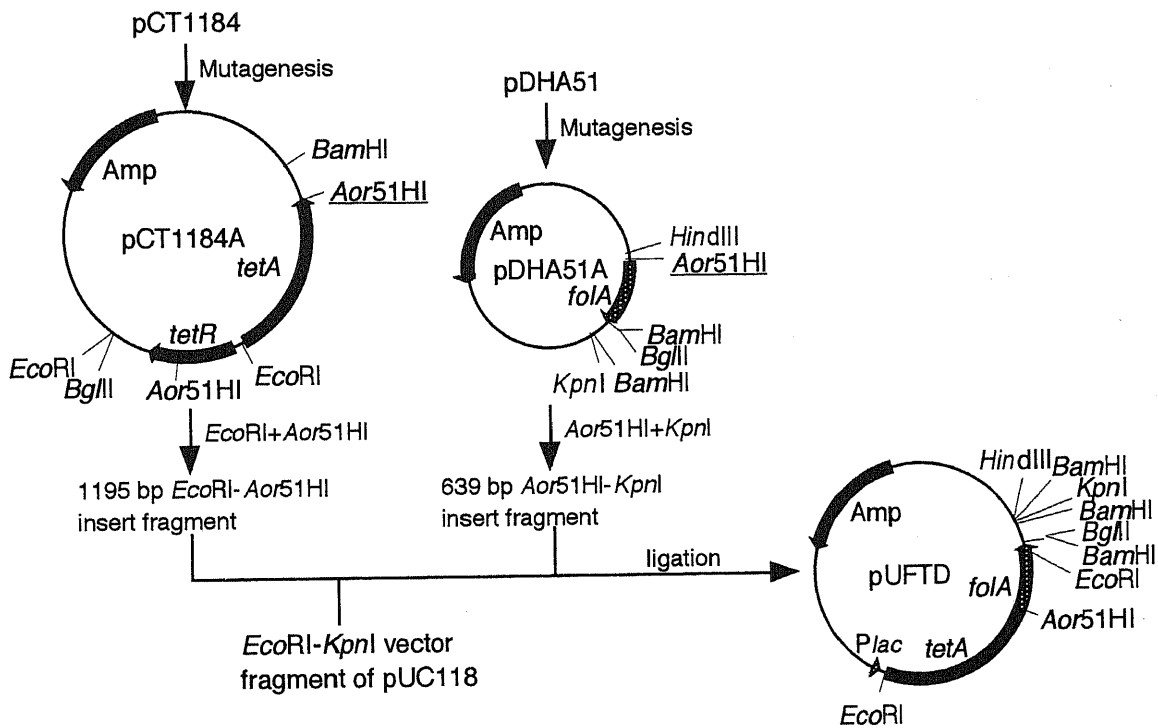 pCT1184
Mutagenesis
Amp
BamHI
Aor51HI
pCT1184A
tetA
tetR
EcoRI
BglII
Aor51HI
EcoRI
EcoRI+Aor51HI
1195 bp EcoRI-Aor51HI
insert fragment
pDHA51
Mutagenesis
Amp
HindIII
Aor51HI
pDHA51A
folA
BamHI
BglII
KpnI BamHI
Aor51HI+KpnI
639 bp Aor51HI-KpnI
insert fragment
ligation
EcoRI-KpnI vector
fragment of pUC118
HindIII
BamHI
KpnI
BamHI
BglII
BamHI
EcoRI
Amp
pUFTD
folA
Aor51HI
Plac
tetA
EcoRI